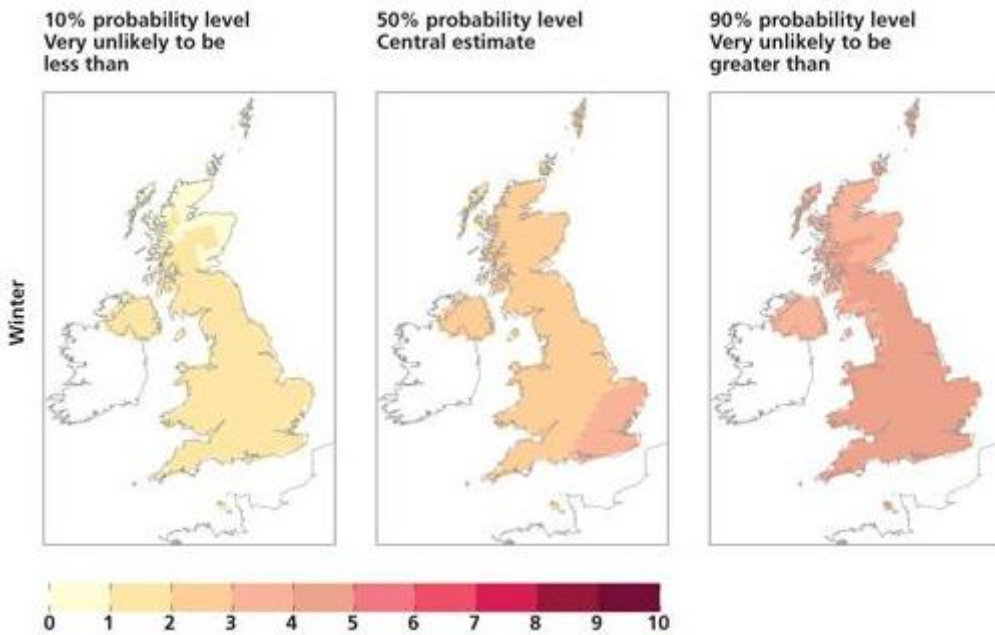 10% probability level
Very unlikely to be
less than
50% probability level
Central estimate
90% probability level
Very unlikely to be
greater than
Winter
0 1 2 3 4 5 6 7 8 9 10